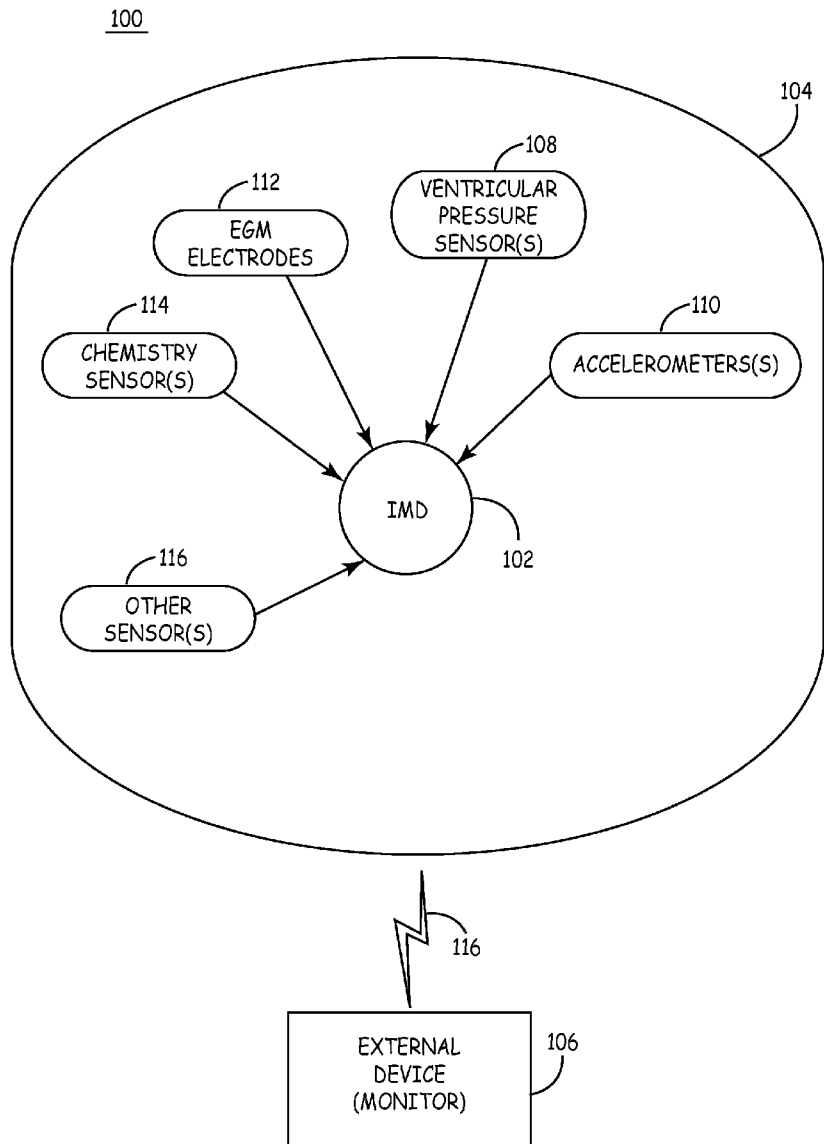 100
104
108
VENTRICULAR
PRESSURE
SENSOR(S)
112
EGM
ELECTRODES
114
CHEMISTRY
SENSOR(S)
110
ACCELEROMETERS(S)
IMD
102
116
OTHER
SENSOR(S)
116
EXTERNAL
DEVICE
(MONITOR)
106